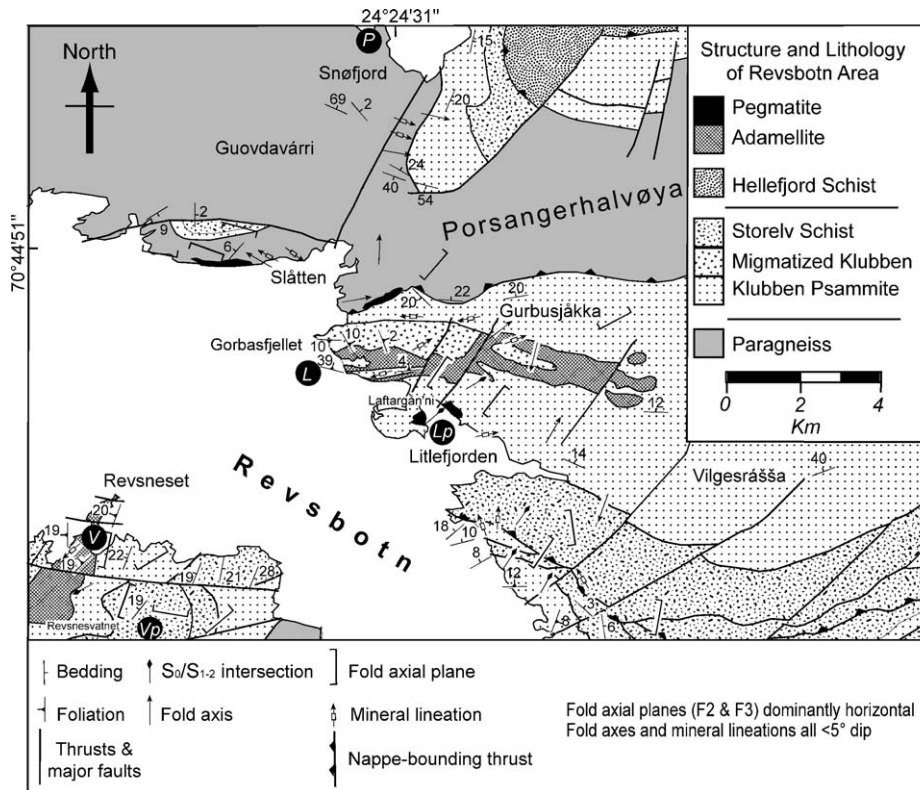 24°24'31"
70°44'51"
North
P
Snøfjord
Guovdavárri
Porsangerhalvøya
Slåtten
Gurbusjåkka
Gorbasfjellet
L
Laftargan'ni
Lp
Litlefjorden
Revsneset
Revsbotn
Vilgesrášša
V
Revsnesvatnet
Vp
15
69
2
20
24
40
54
2
9
6
20
22
20
10
10
2
39
4
12
14
40
20
19
19
22
19
21
28
19
18
10
8
12
3
8
6
Structure and Lithology
of Revsbotn Area
Pegmatite
Adamellite
Hellefjord Schist
Storelv Schist
Migmatized Klubben
Klubben Psammite
Paragneiss
0 2 4
Km
Bedding
S0/S1-2 intersection
Fold axial plane
Foliation
Fold axis
Mineral lineation
Thrusts &
major faults
Nappe-bounding thrust
Fold axial planes (F2 & F3) dominantly horizontal
Fold axes and mineral lineations all <5° dip